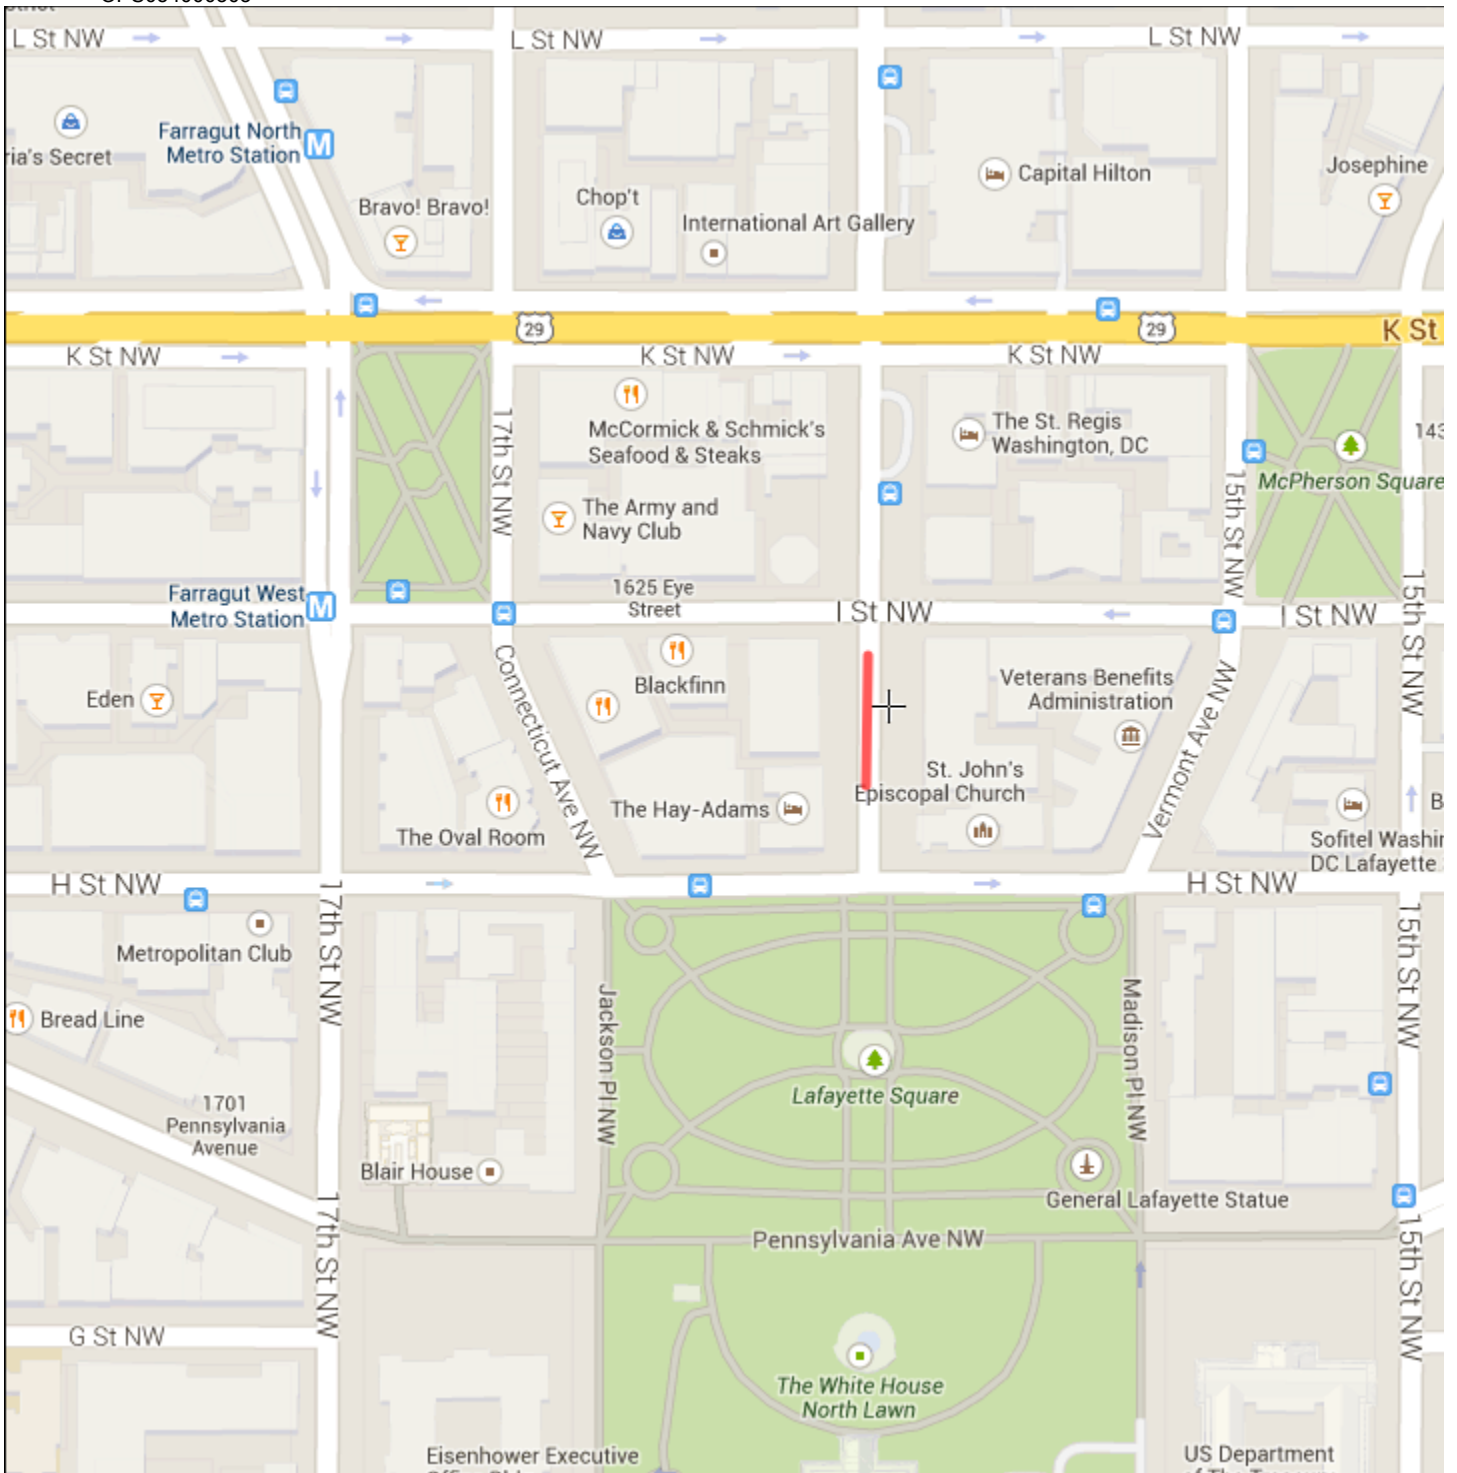 L St NW
L St NW
L St NW
Farragut North
Metro Station
M
ria's Secret
Bravo! Bravo!
Chop't
International Art Gallery
Capital Hilton
Josephine
29
29
K St
K St NW
K St NW
K St NW
17th St NW
McCormick & Schmick's
Seafood & Steaks
The St. Regis
Washington, DC
143
McPherson Square
15th St NW
The Army and
Navy Club
Farragut West
Metro Station
M
1625 Eye
Street
I St NW
I St NW
15th St NW
Eden
Connecticut Ave NW
Blackfinn
Veterans Benefits
Administration
Vermont Ave NW
St. John's
Episcopal Church
The Hay-Adams
The Oval Room
B
Sofitel Washin
DC Lafayette
H St NW
H St NW
17th St NW
15th St NW
Metropolitan Club
Bread Line
Jackson Pl NW
Madison Pl NW
Lafayette Square
1701
Pennsylvania
Avenue
Blair House
General Lafayette Statue
17th St NW
Pennsylvania Ave NW
15th St NW
G St NW
The White House
North Lawn
Eisenhower Executive
US Department